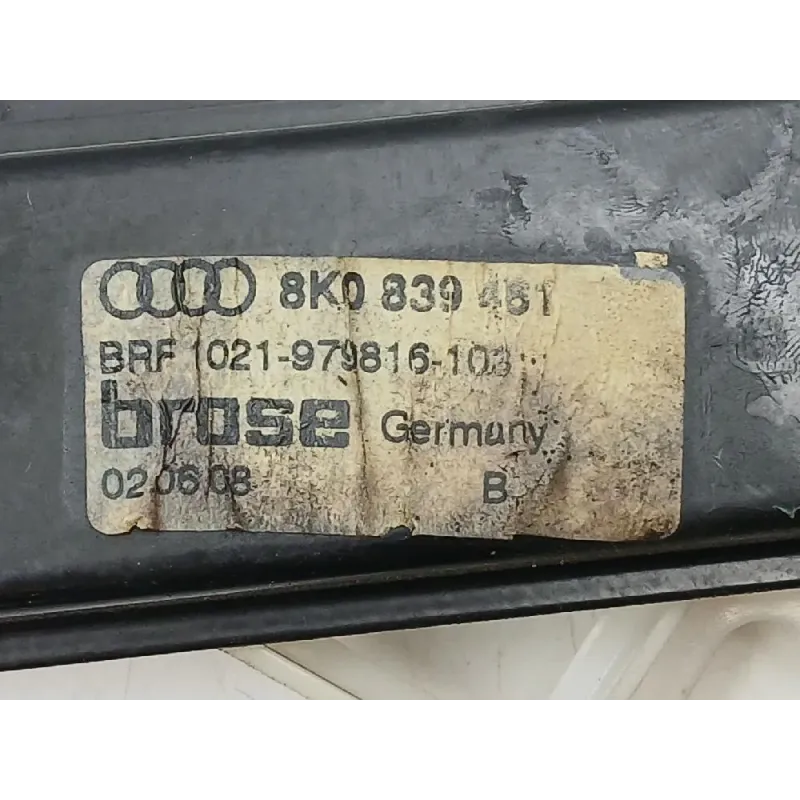 8K0 839 461
BRF 1021-979816-103
brose Germany
02 06 08 B